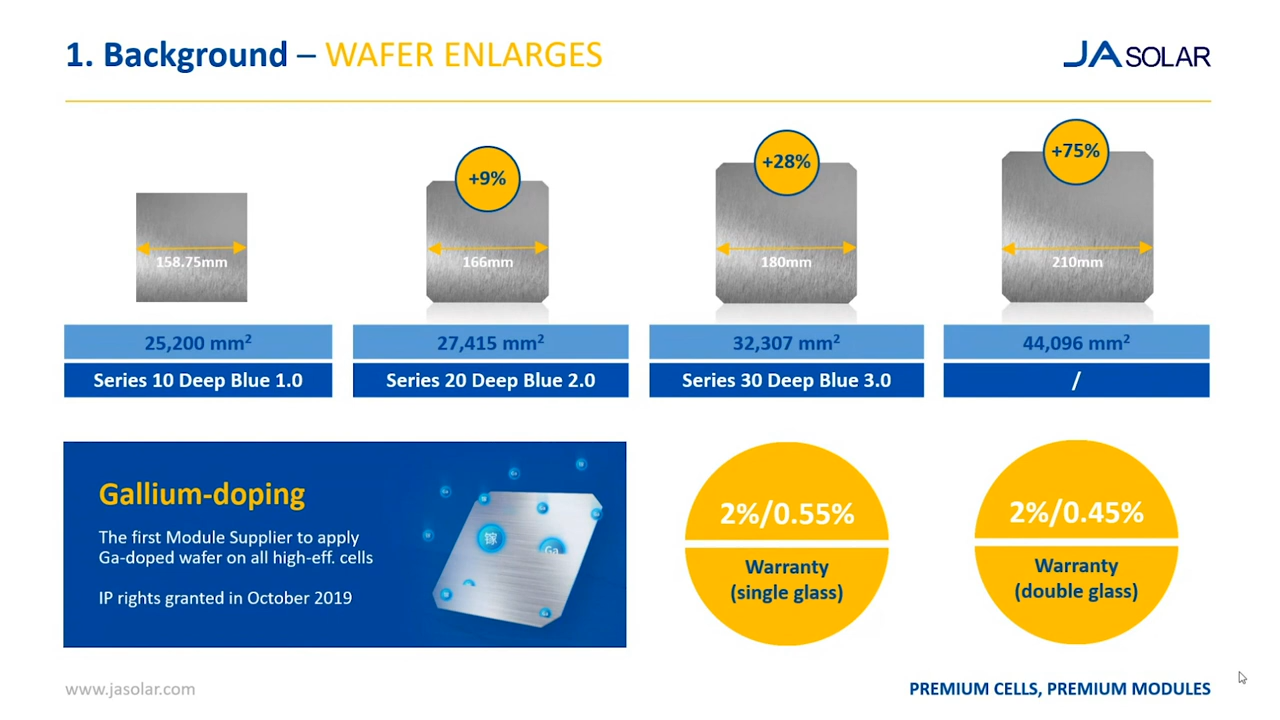 1. Background – WAFER ENLARGES
JA SOLAR
+9%
+28%
+75%
158.75mm
166mm
180mm
210mm
25,200 mm²
27,415 mm²
32,307 mm²
44,096 mm²
Series 10 Deep Blue 1.0
Series 20 Deep Blue 2.0
Series 30 Deep Blue 3.0
/
Gallium-doping
The first Module Supplier to apply
Ga-doped wafer on all high-eff. cells
IP rights granted in October 2019
镓
Ga
2%/0.55%
Warranty
(single glass)
2%/0.45%
Warranty
(double glass)
www.jasolar.com
PREMIUM CELLS, PREMIUM MODULES